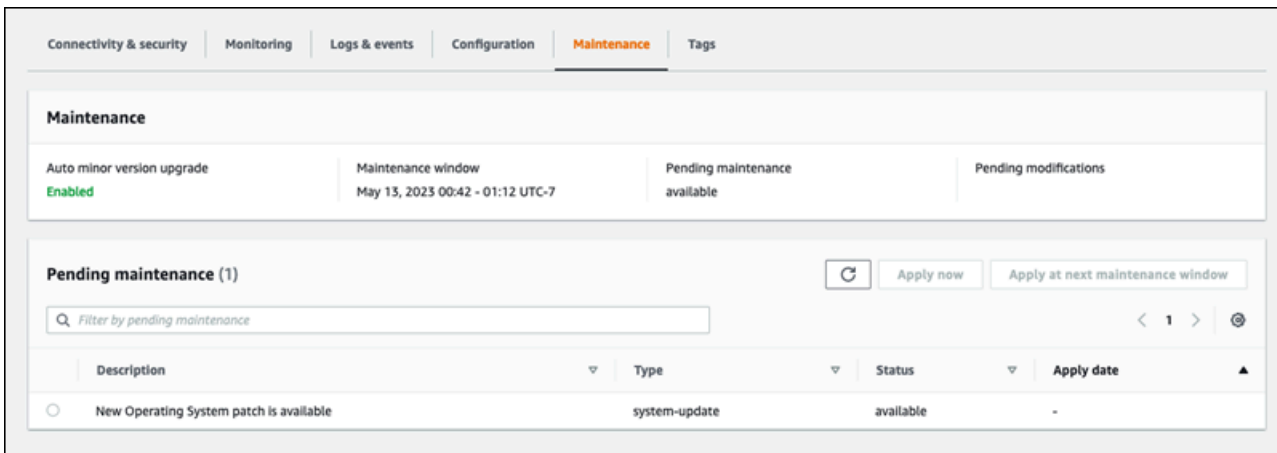 Connectivity & security Monitoring Logs & events Configuration Maintenance Tags
Maintenance
Auto minor version upgrade Maintenance window Pending maintenance Pending modifications
Enabled May 13, 2023 00:42 - 01:12 UTC-7 available
Pending maintenance (1) Apply now Apply at next maintenance window
Filter by pending maintenance 1
Description Type Status Apply date
New Operating System patch is available system-update available -